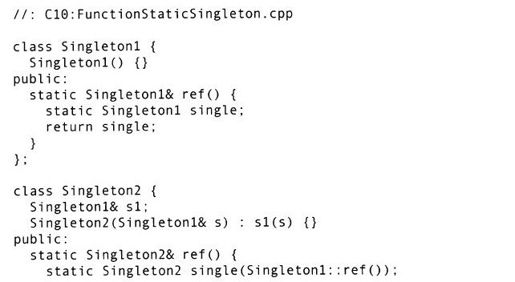 //: C10:FunctionStaticSingleton.cpp
class Singleton1 {
Singleton1() {}
public:
static Singleton1& ref() {
static Singleton1 single;
return single;
}
};
class Singleton2 {
Singleton1& s1;
Singleton2(Singleton1& s) : s1(s) {}
public:
static Singleton2& ref() {
static Singleton2 single(Singleton1::ref());